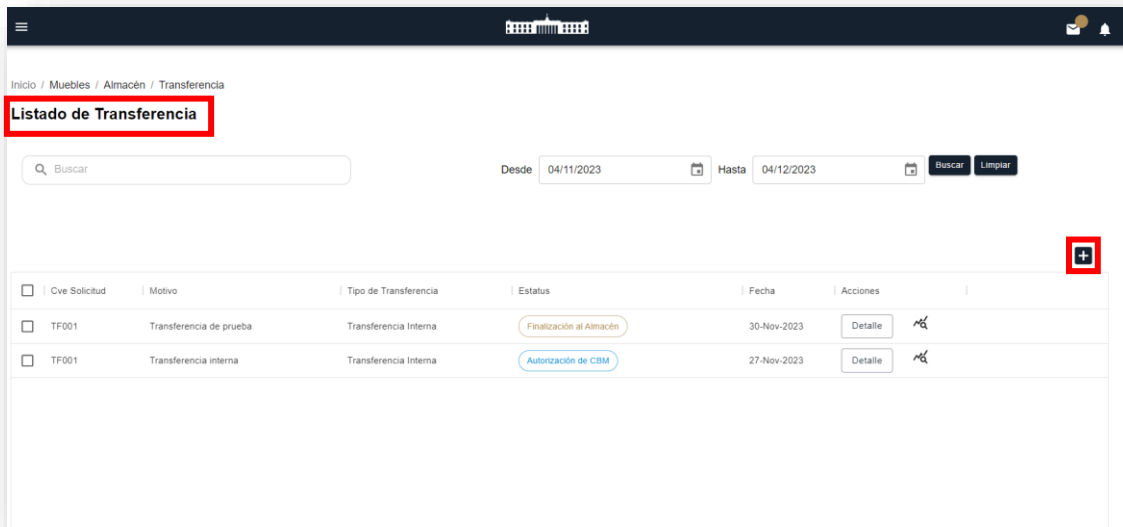 Inicio / Muebles / Almacén / Transferencia
Listado de Transferencia
Buscar
Desde 04/11/2023 Hasta 04/12/2023 Buscar Limpiar
Cve Solicitud Motivo Tipo de Transferencia Estatus Fecha Acciones
TF001 Transferencia de prueba Transferencia Interna Finalización al Almacén 30-Nov-2023 Detalle
TF001 Transferencia interna Transferencia Interna Autorización de CBM 27-Nov-2023 Detalle